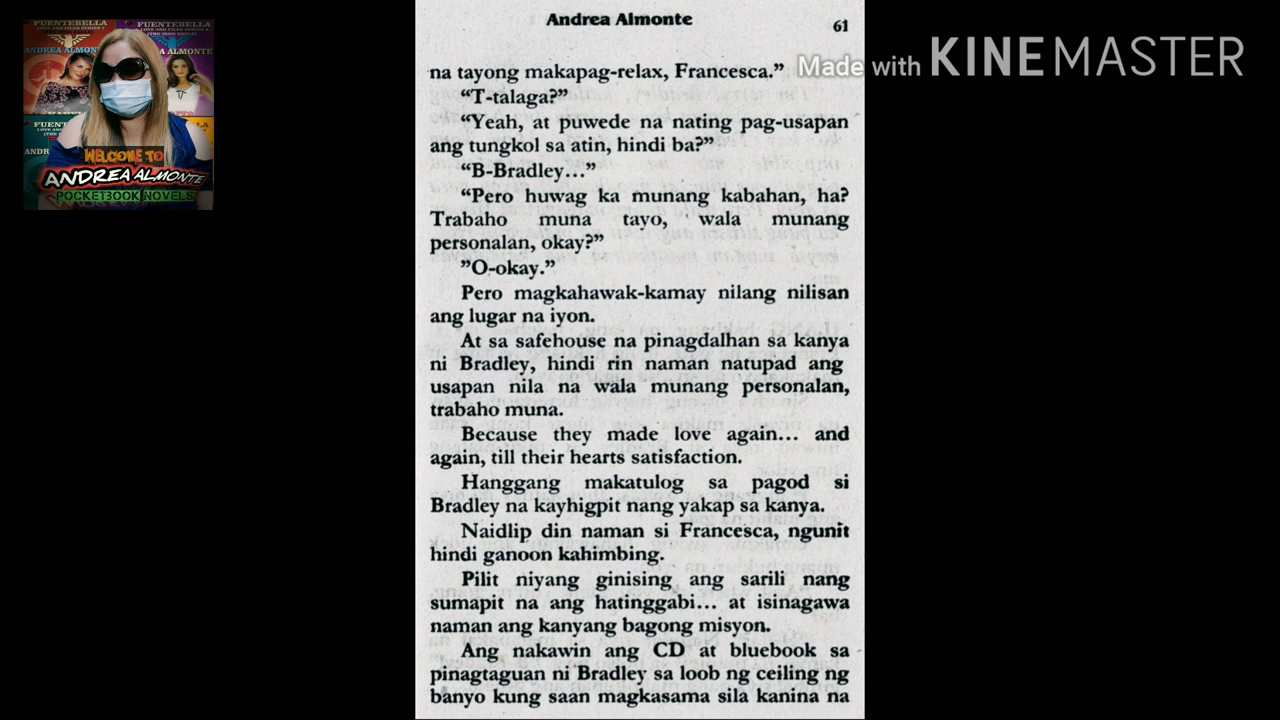 FUENTEBELLA
FUENTEBELLA
ANDREA ALMON
A ALMONTE
FUENT
ANDR
WELCOME TO
ANDREA ALMONTE
POCKETBOOK NOVELS
Made with KINEMASTER
Andrea Almonte
61
na tayong makapag-relax, Francesca.”
“T-talaga?”
“Yeah, at puwede na nating pag-usapan
ang tungkol sa atin, hindi ba?”
“B-Bradley…”
“Pero huwag ka munang kabahan, ha?
Trabaho muna tayo, wala munang
personalan, okay?”
”O-okay.”
Pero magkahawak-kamay nilang nilisan
ang lugar na iyon.
At sa safehouse na pinagdalhan sa kanya
ni Bradley, hindi rin naman natupad ang
usapan nila na wala munang personalan,
trabaho muna.
Because they made love again… and
again, till their hearts satisfaction.
Hanggang makatulog sa pagod si
Bradley na kayhigpit nang yakap sa kanya.
Naidlip din naman si Francesca, ngunit
hindi ganoon kahimbing.
Pilit niyang ginising ang sarili nang
sumapit na ang hatinggabi… at isinagawa
naman ang kanyang bagong misyon.
Ang nakawin ang CD at bluebook sa
pinagtaguan ni Bradley sa loob ng ceiling ng
banyo kung saan magkasama sila kanina na